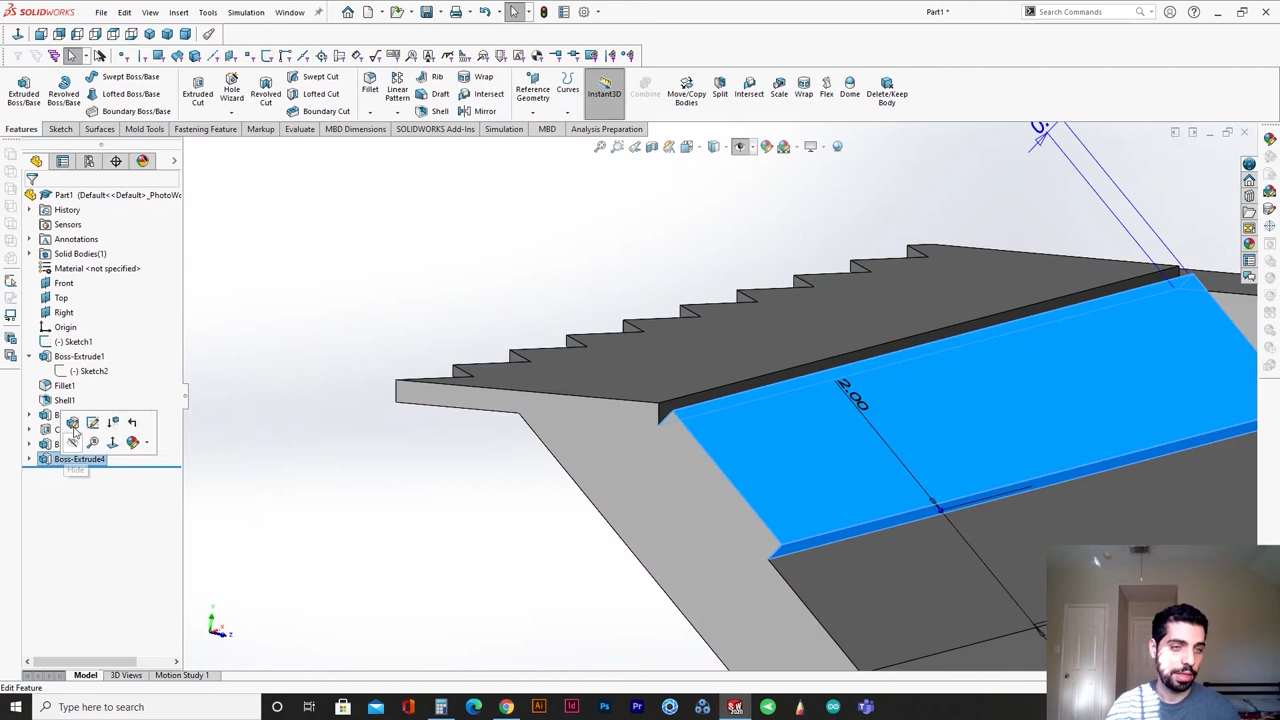 SOLIDWORKS File Edit View Insert Tools Simulation Window Part1 * Search Commands
Extruded Boss/Base Revolved Boss/Base Swept Boss/Base Lofted Boss/Base Boundary Boss/Base Extruded Cut Hole Wizard Revolved Cut Swept Cut Lofted Cut Boundary Cut Fillet Linear Pattern Rib Draft Shell Wrap Intersect Mirror Reference Geometry Curves Instant3D Combine Move/Copy Bodies Split Intersect Scale Wrap Flex Dome Delete/Keep Body
Features Sketch Surfaces Mold Tools Fastening Feature Markup Evaluate MBD Dimensions SOLIDWORKS Add-Ins Simulation MBD Analysis Preparation
Part1 (Default<<Default>_PhotoWo
History
Sensors
Annotations
Solid Bodies(1)
Material <not specified>
Front
Top
Right
Origin
(-) Sketch1
Boss-Extrude1
(-) Sketch2
Fillet1
Shell1
B
C
B
Boss-Extrude4
Hide
2.00
0.
Y
X
Z
Model 3D Views Motion Study 1
Edit Feature
Type here to search